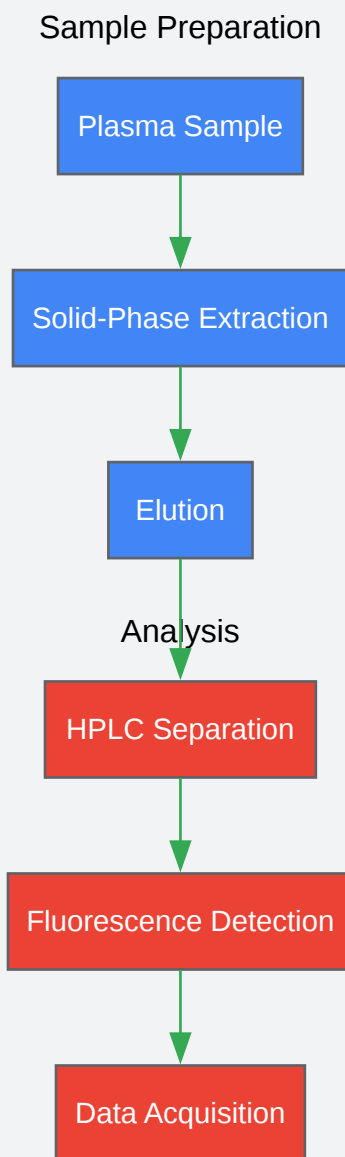 Sample Preparation
Plasma Sample
Solid-Phase Extraction
Elution
Analysis
HPLC Separation
Fluorescence Detection
Data Acquisition